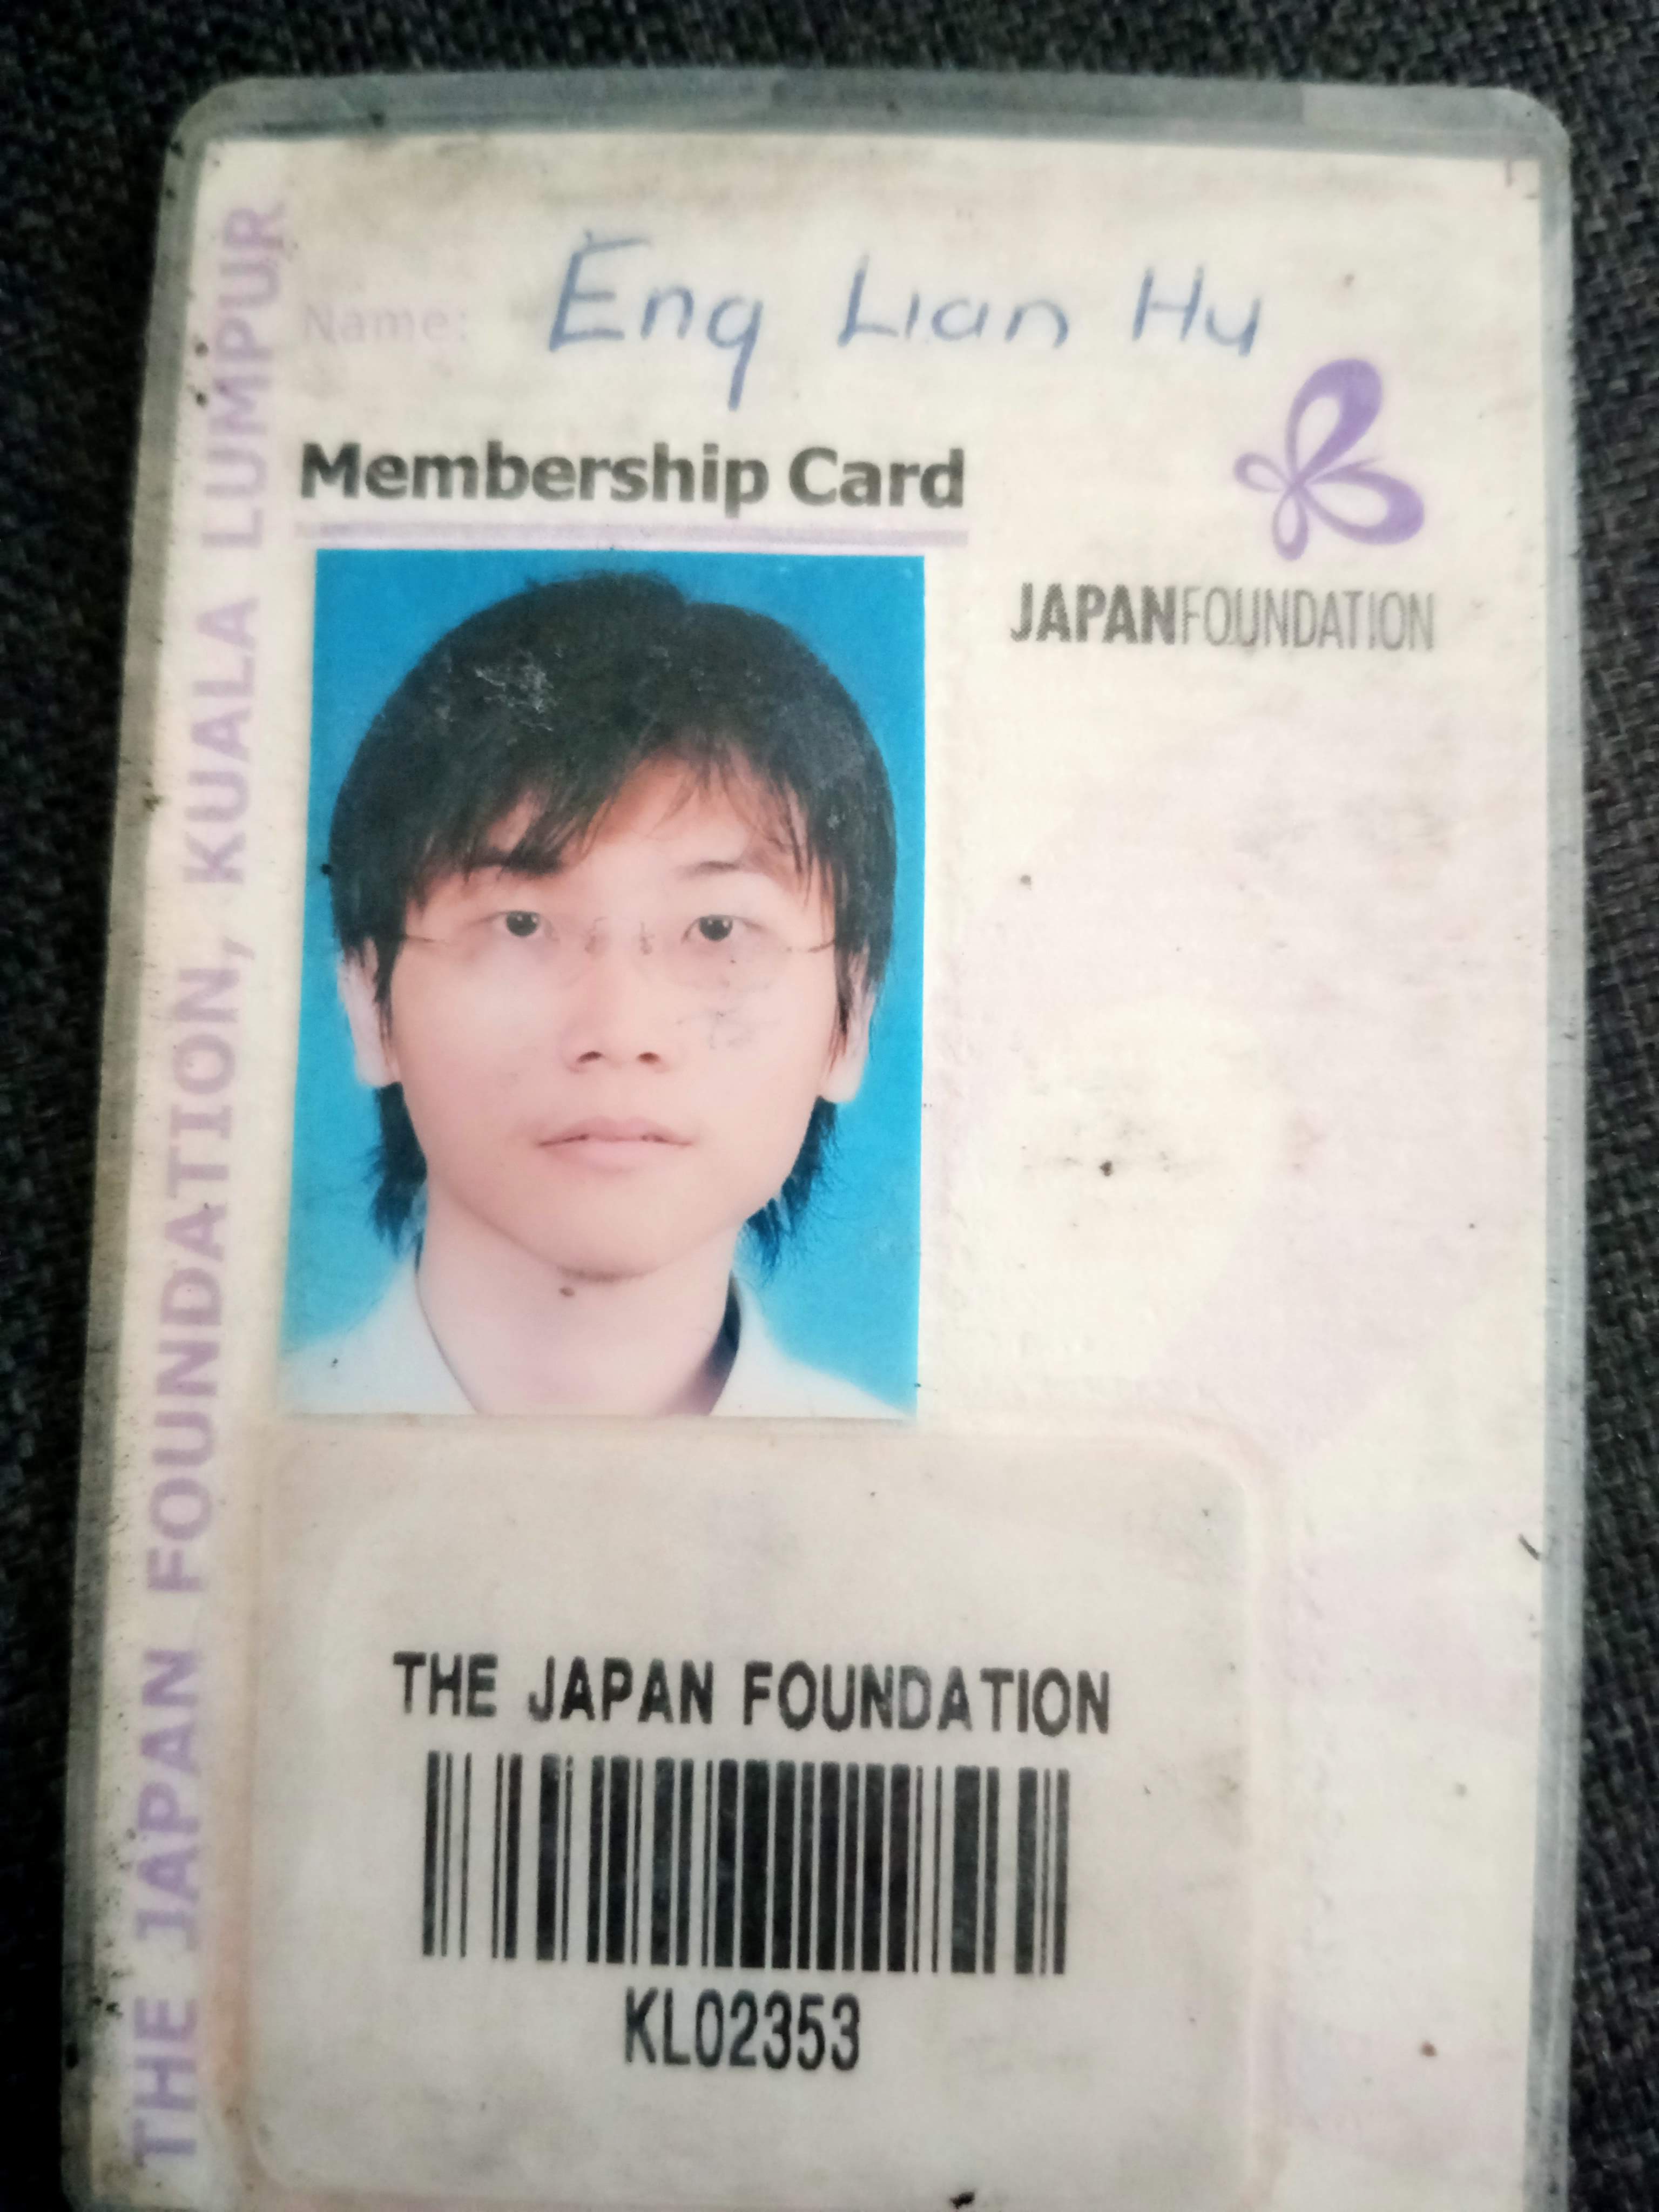 Name: Eng Lian Hu
Membership Card
JAPANFOUNDATION
THE JAPAN FOUNDATION, KUALA LUMPUR
THE JAPAN FOUNDATION
KL02353